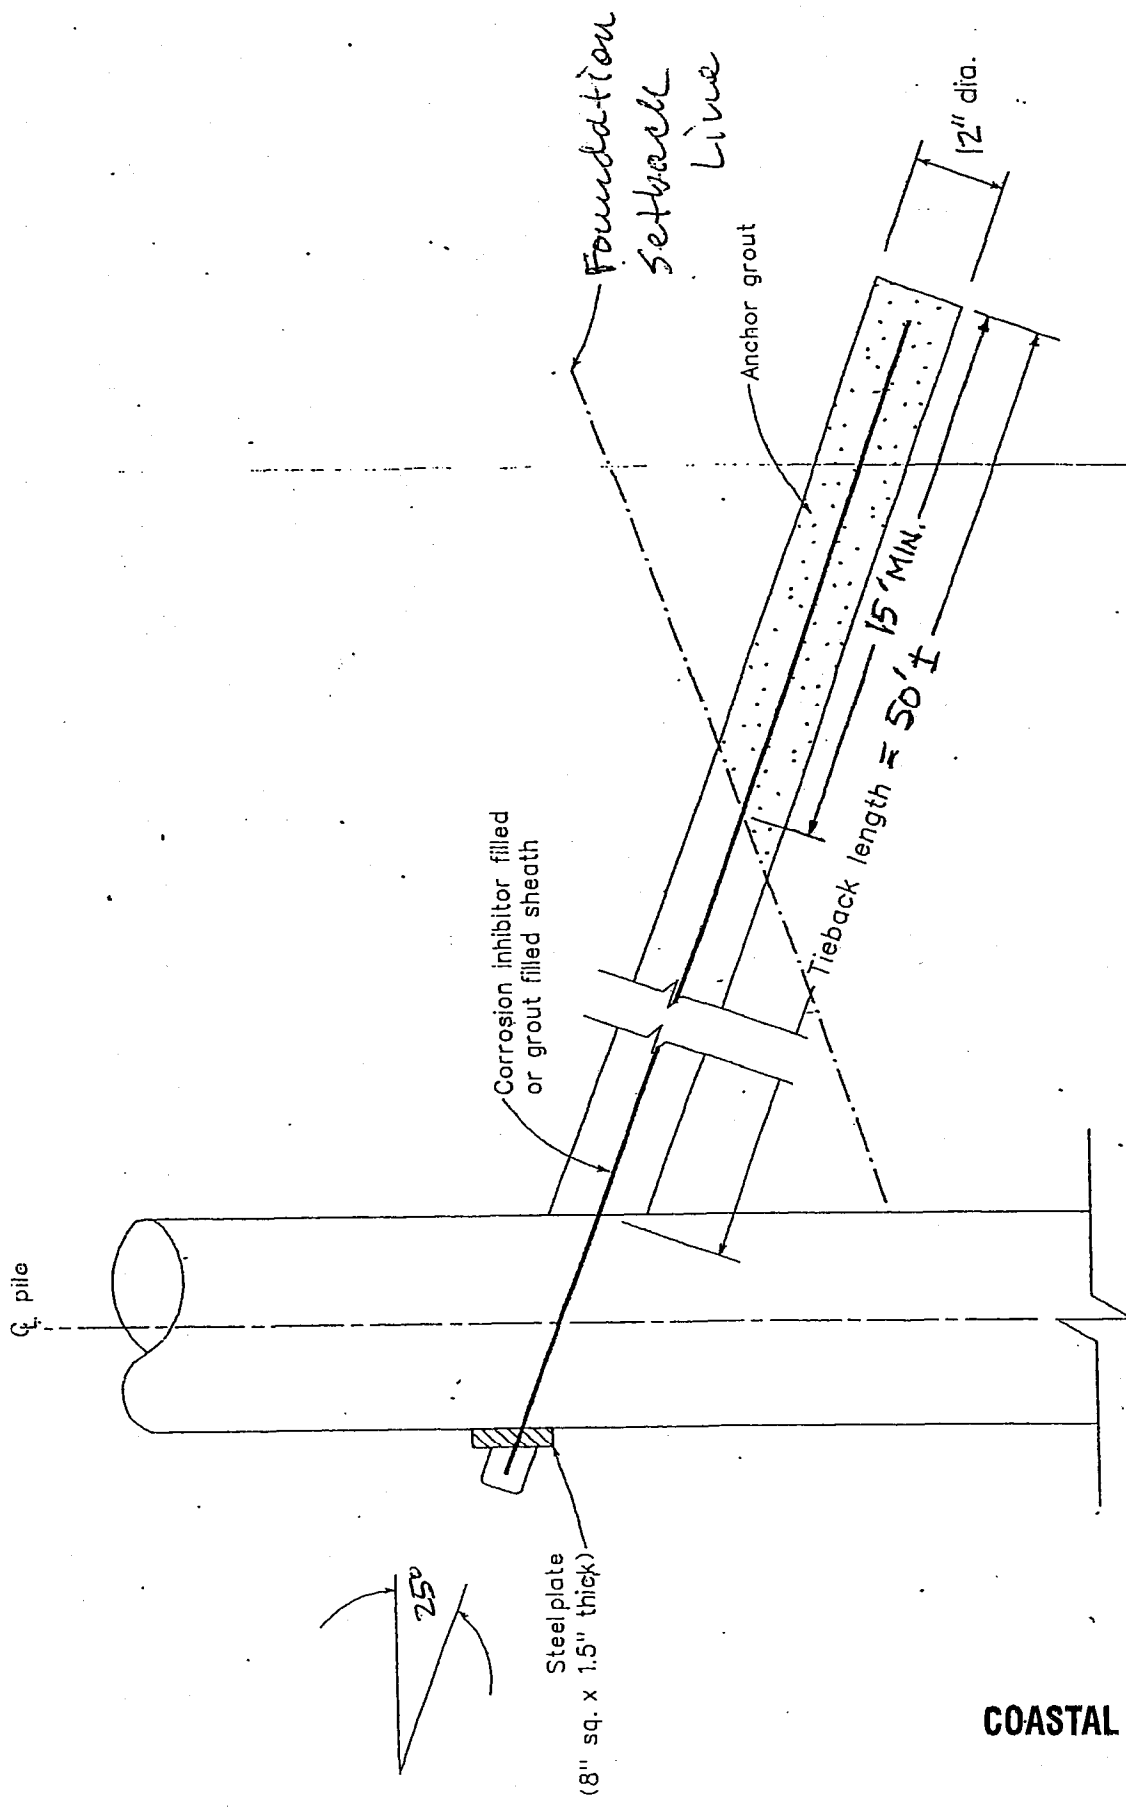 ℄ pile
Foundation
Setback
Line
12" dia.
Anchor grout
Corrosion inhibitor filled
or grout filled sheath
15' MIN.
Tieback length = 50' ±
25°
Steel plate
(8" sq. x 1.5" thick)
COASTAL